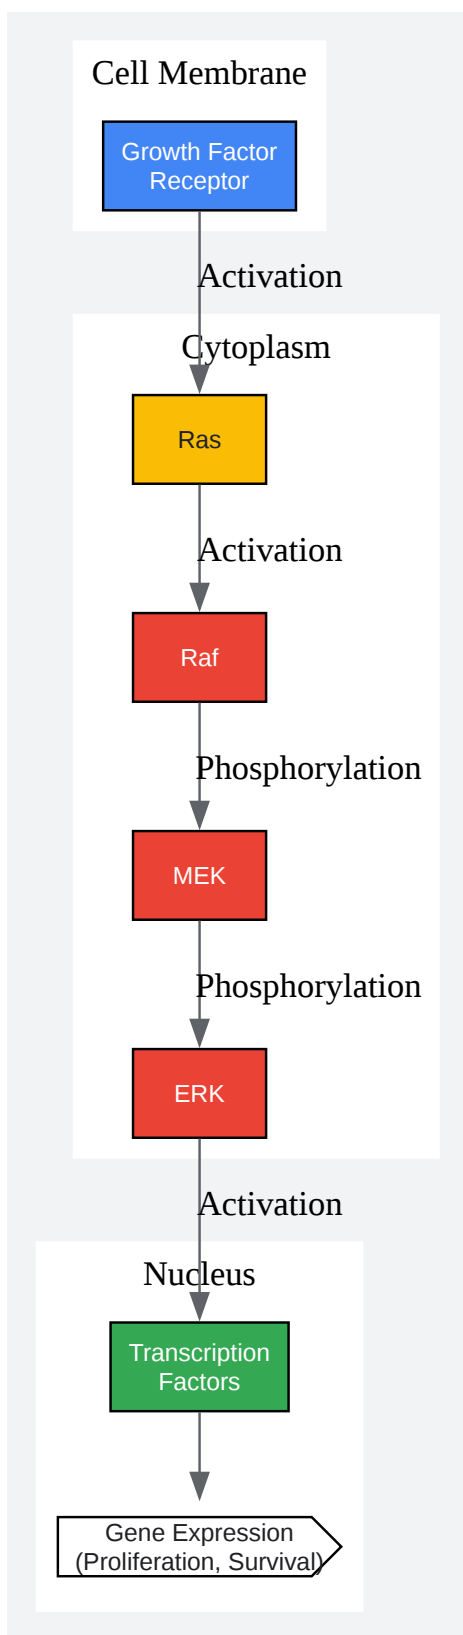 Cell Membrane
Growth Factor
Receptor
Activation
Cytoplasm
Ras
Activation
Raf
Phosphorylation
MEK
Phosphorylation
ERK
Activation
Nucleus
Transcription
Factors
Gene Expression
(Proliferation, Survival)